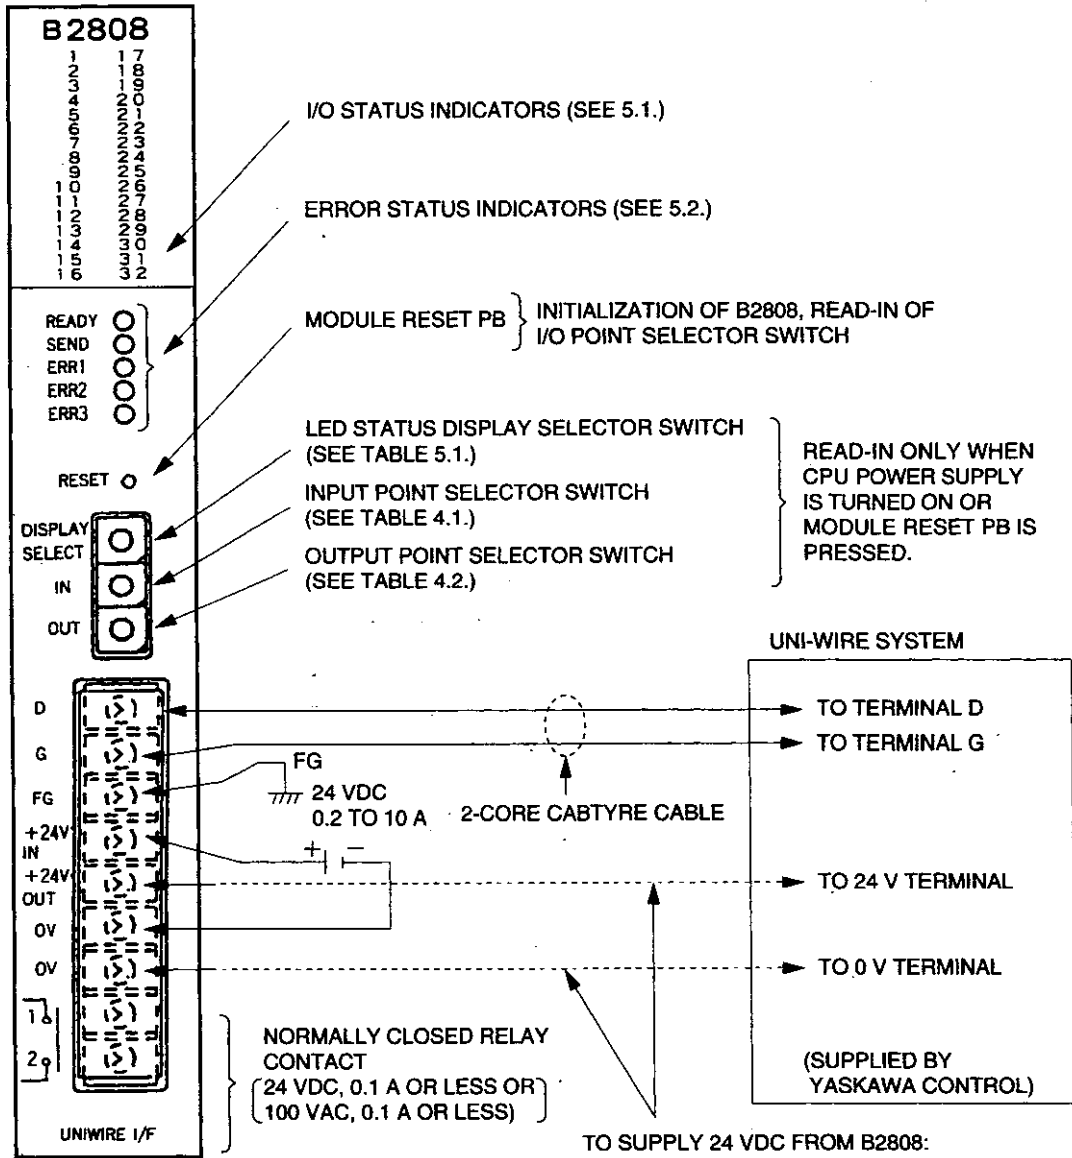 B2808
1 17
2 18
3 19
4 20
5 21
6 22
7 23
8 24
9 25
10 26
11 27
12 28
13 29
14 30
15 31
16 32
I/O STATUS INDICATORS (SEE 5.1.)
ERROR STATUS INDICATORS (SEE 5.2.)
READY
SEND
ERR1
ERR2
ERR3
MODULE RESET PB
INITIALIZATION OF B2808, READ-IN OF
I/O POINT SELECTOR SWITCH
RESET
LED STATUS DISPLAY SELECTOR SWITCH
(SEE TABLE 5.1.)
INPUT POINT SELECTOR SWITCH
(SEE TABLE 4.1.)
OUTPUT POINT SELECTOR SWITCH
(SEE TABLE 4.2.)
READ-IN ONLY WHEN
CPU POWER SUPPLY
IS TURNED ON OR
MODULE RESET PB IS
PRESSED.
DISPLAY
SELECT
IN
OUT
UNI-WIRE SYSTEM
D
TO TERMINAL D
G
TO TERMINAL G
FG
FG
24 VDC
0.2 TO 10 A
2-CORE CABTYRE CABLE
+24V
IN
+ −
+24V
OUT
TO 24 V TERMINAL
0V
0V
TO 0 V TERMINAL
1
2
NORMALLY CLOSED RELAY
CONTACT
(24 VDC, 0.1 A OR LESS OR
100 VAC, 0.1 A OR LESS)
(SUPPLIED BY
YASKAWA CONTROL)
UNIWIRE I/F
TO SUPPLY 24 VDC FROM B2808: